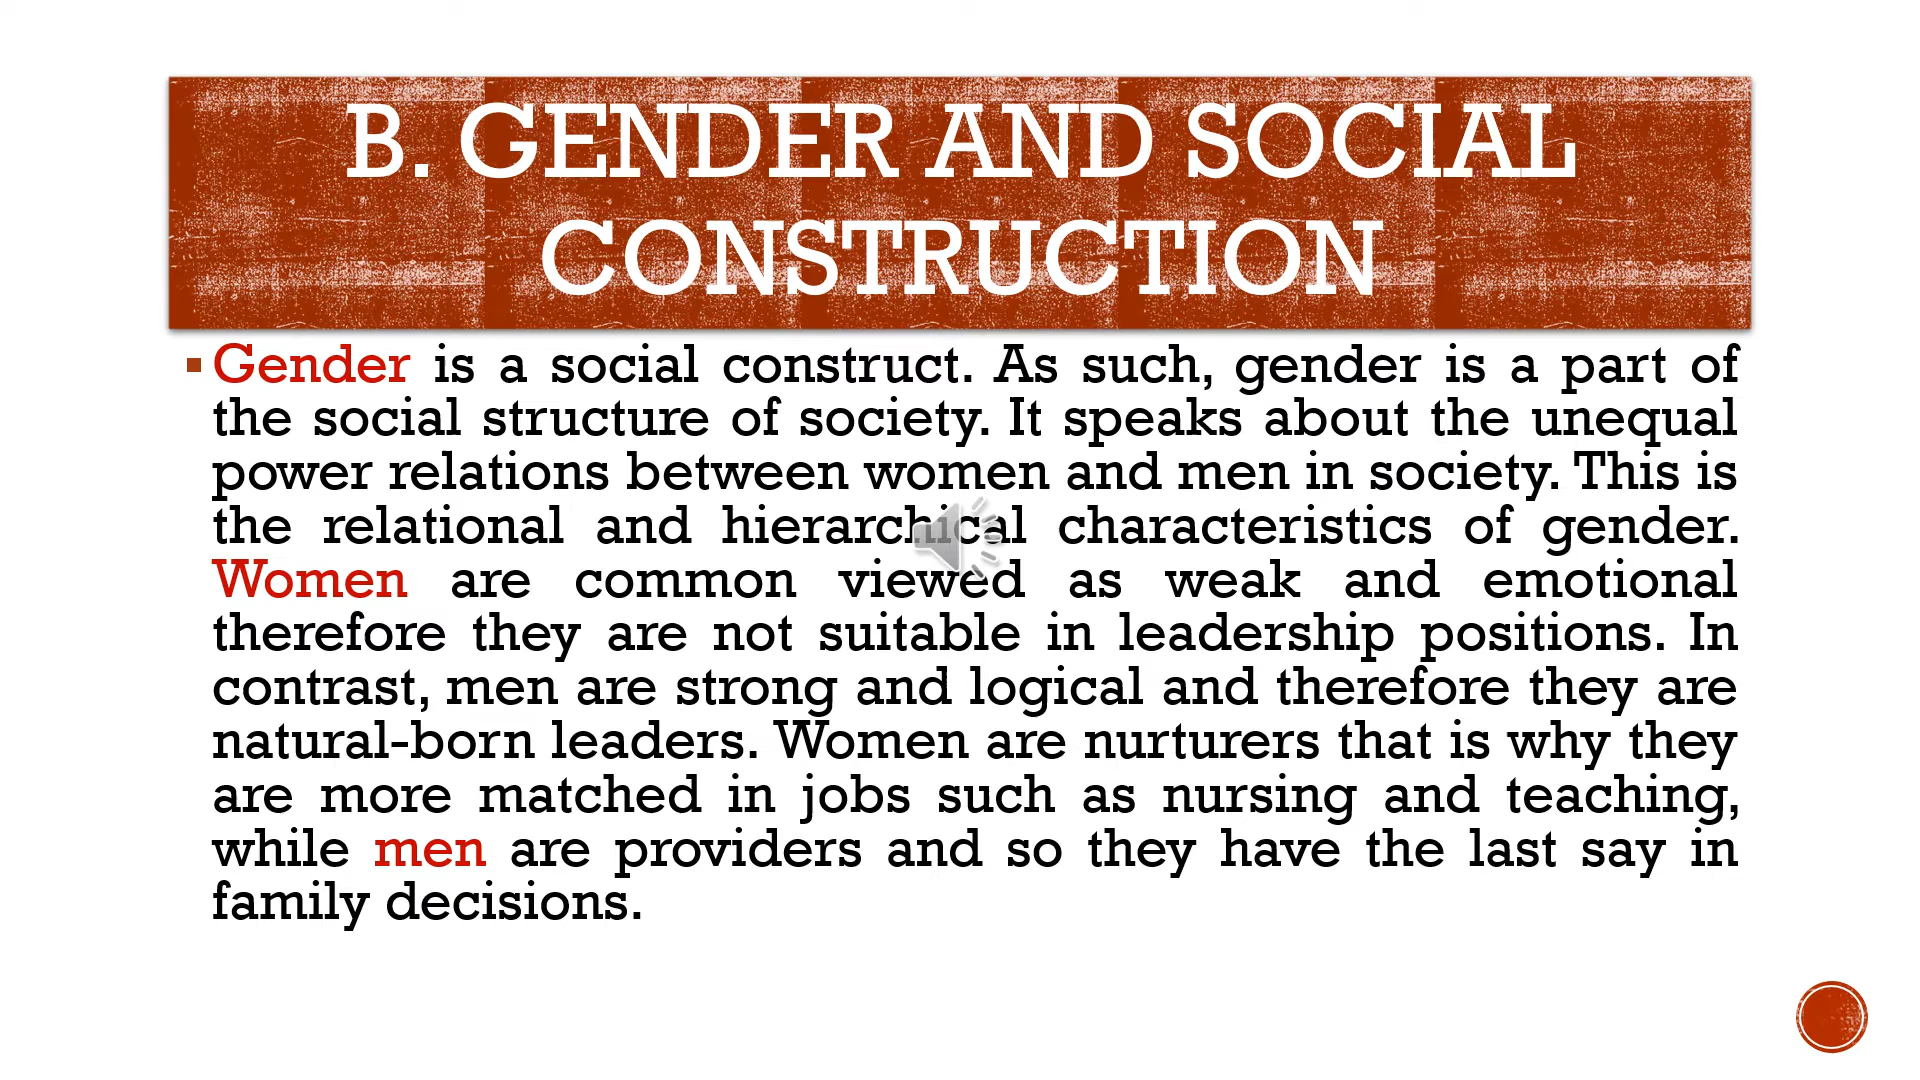 B. GENDER AND SOCIAL
CONSTRUCTION
▪ Gender is a social construct. As such, gender is a part of
the social structure of society. It speaks about the unequal
power relations between women and men in society. This is
the relational and hierarchical characteristics of gender.
Women are common viewed as weak and emotional
therefore they are not suitable in leadership positions. In
contrast, men are strong and logical and therefore they are
natural-born leaders. Women are nurturers that is why they
are more matched in jobs such as nursing and teaching,
while men are providers and so they have the last say in
family decisions.